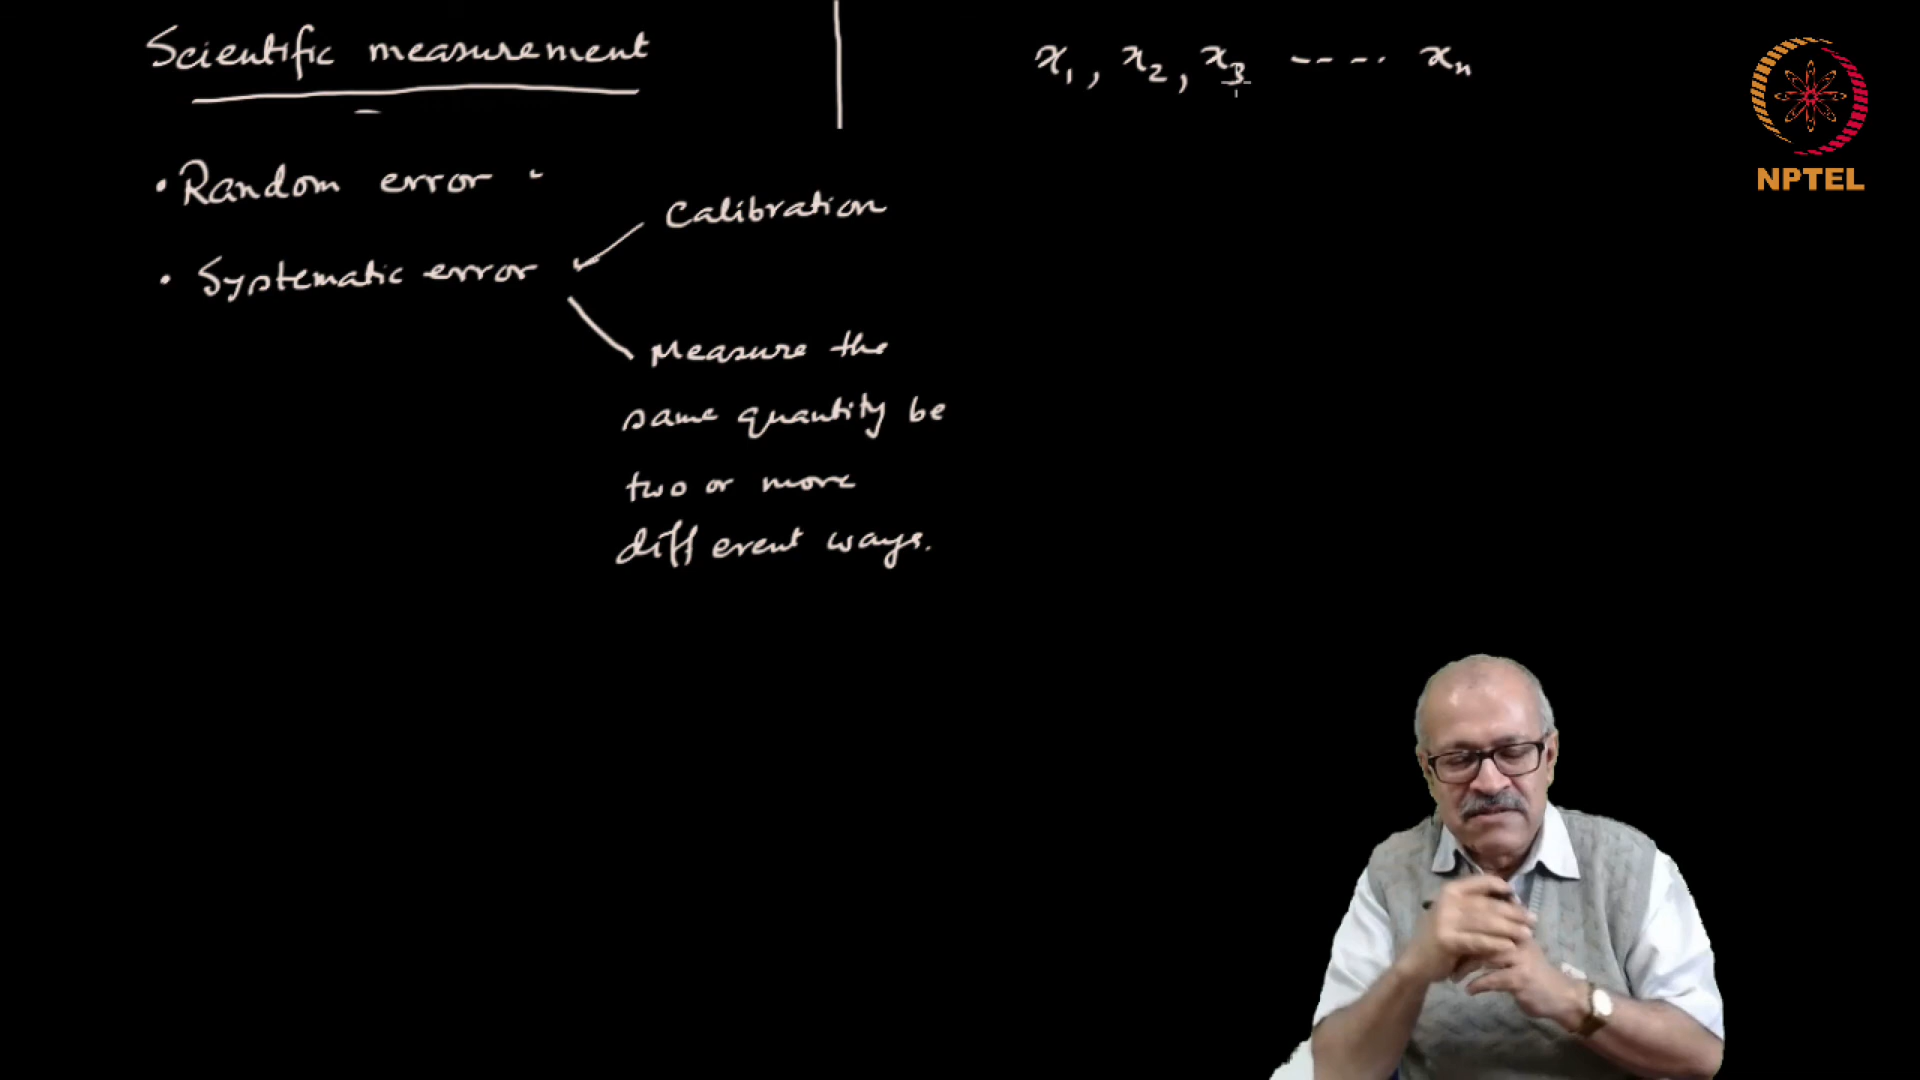 Scientific measurement
• Random error -
• Systematic error
Calibration
Measure the
same quantity be
two or more
different ways.
x₁, x₂, x₃ ----- xₙ
NPTEL